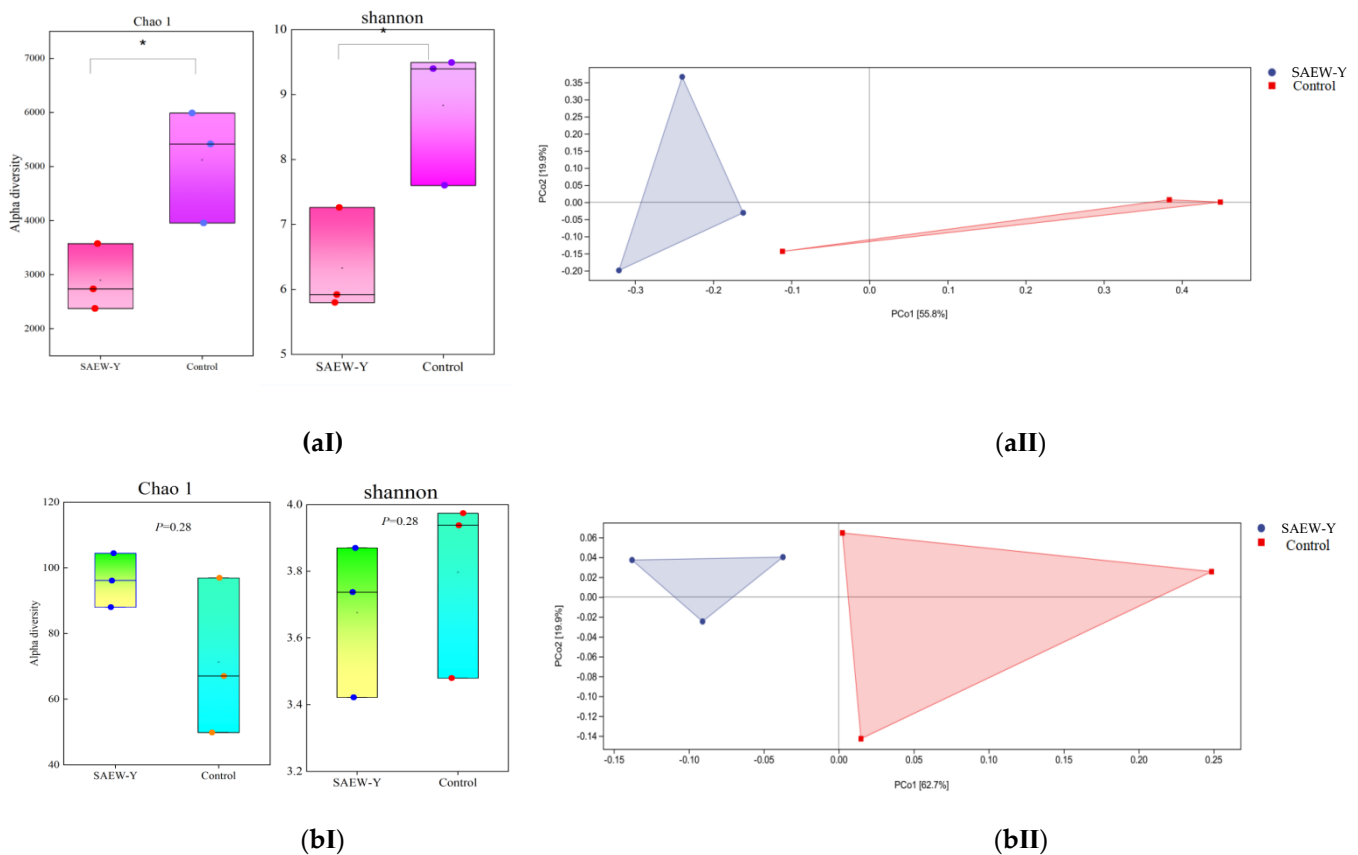 Chao 1
*
7000
6000
5000
4000
3000
2000
Alpha diversity
SAEW-Y
Control
shannon
*
10
9
8
7
6
5
SAEW-Y
Control
0.35
0.30
0.25
0.20
0.15
0.10
0.05
0.00
-0.05
-0.10
-0.15
-0.20
PCo2 [19.9%]
-0.3
-0.2
-0.1
0.0
0.1
0.2
0.3
0.4
PCo1 [55.8%]
SAEW-Y
Control
(aI)
(aII)
Chao 1
P=0.28
120
100
80
60
40
Alpha diversity
SAEW-Y
Control
shannon
P=0.28
4.0
3.8
3.6
3.4
3.2
SAEW-Y
Control
0.06
0.04
0.02
0.00
-0.02
-0.04
-0.06
-0.08
-0.10
-0.12
-0.14
PCo2 [19.9%]
-0.15
-0.10
-0.05
0.00
0.05
0.10
0.15
0.20
0.25
PCo1 [62.7%]
SAEW-Y
Control
(bI)
(bII)